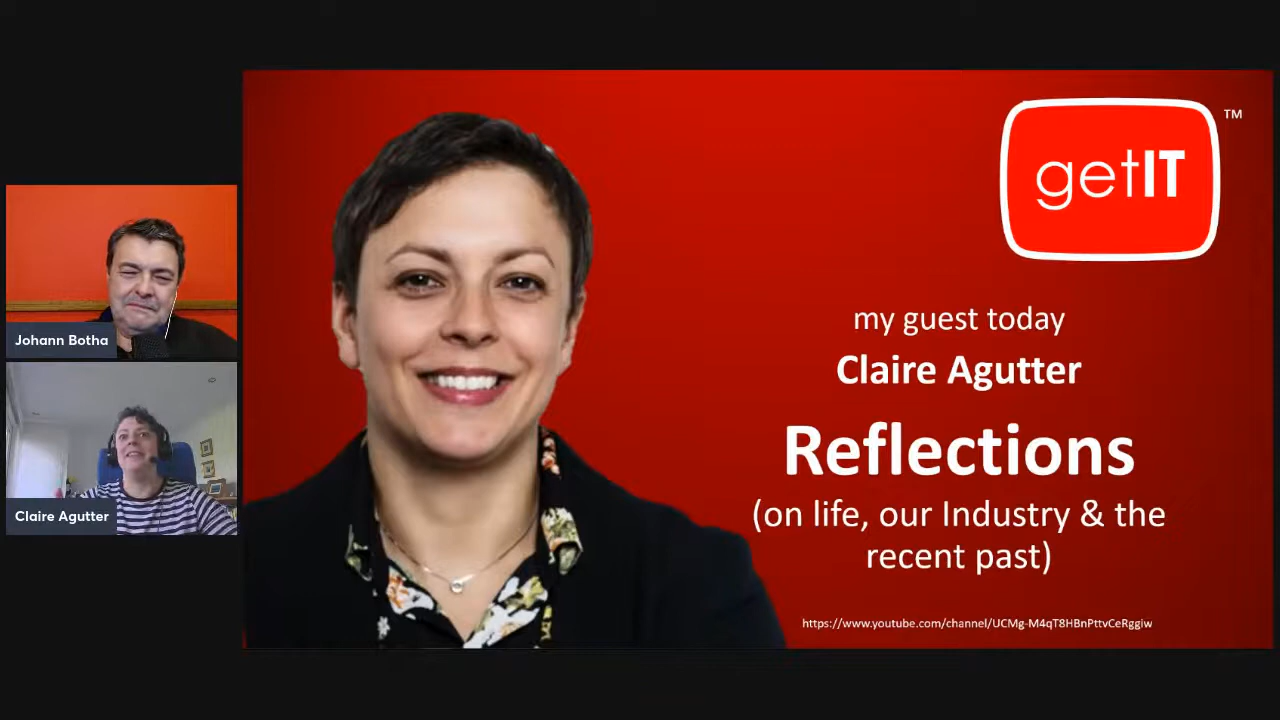 Johann Botha
Claire Agutter
getIT
TM
my guest today
Claire Agutter
Reflections
(on life, our Industry & the
recent past)
https://www.youtube.com/channel/UCMg-M4qT8HBnPttvCeRggiw